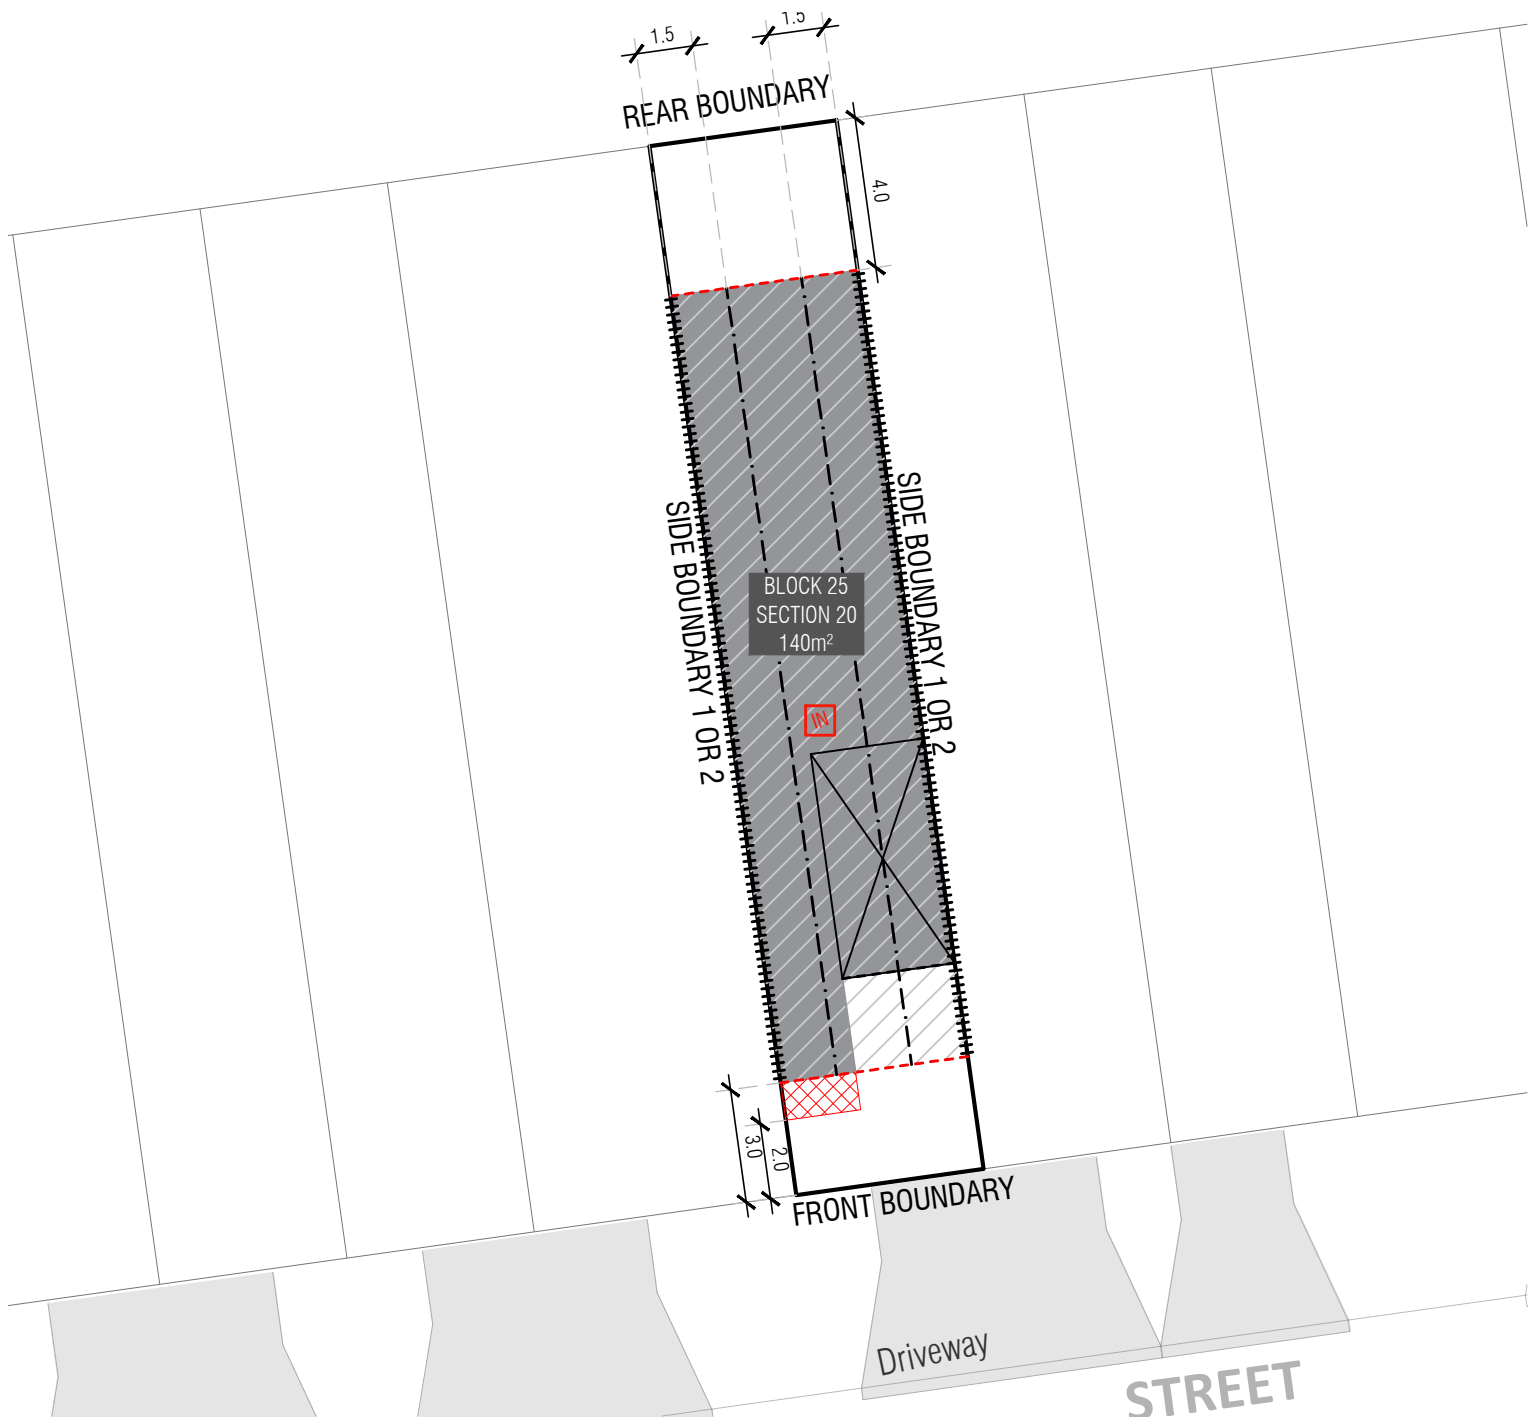 1.5
1.5
REAR BOUNDARY
4.0
SIDE BOUNDARY 1 OR 2
SIDE BOUNDARY 1 OR 2
BLOCK 25
SECTION 20
140m²
IN
3.0
2.0
FRONT BOUNDARY
Driveway
STREET